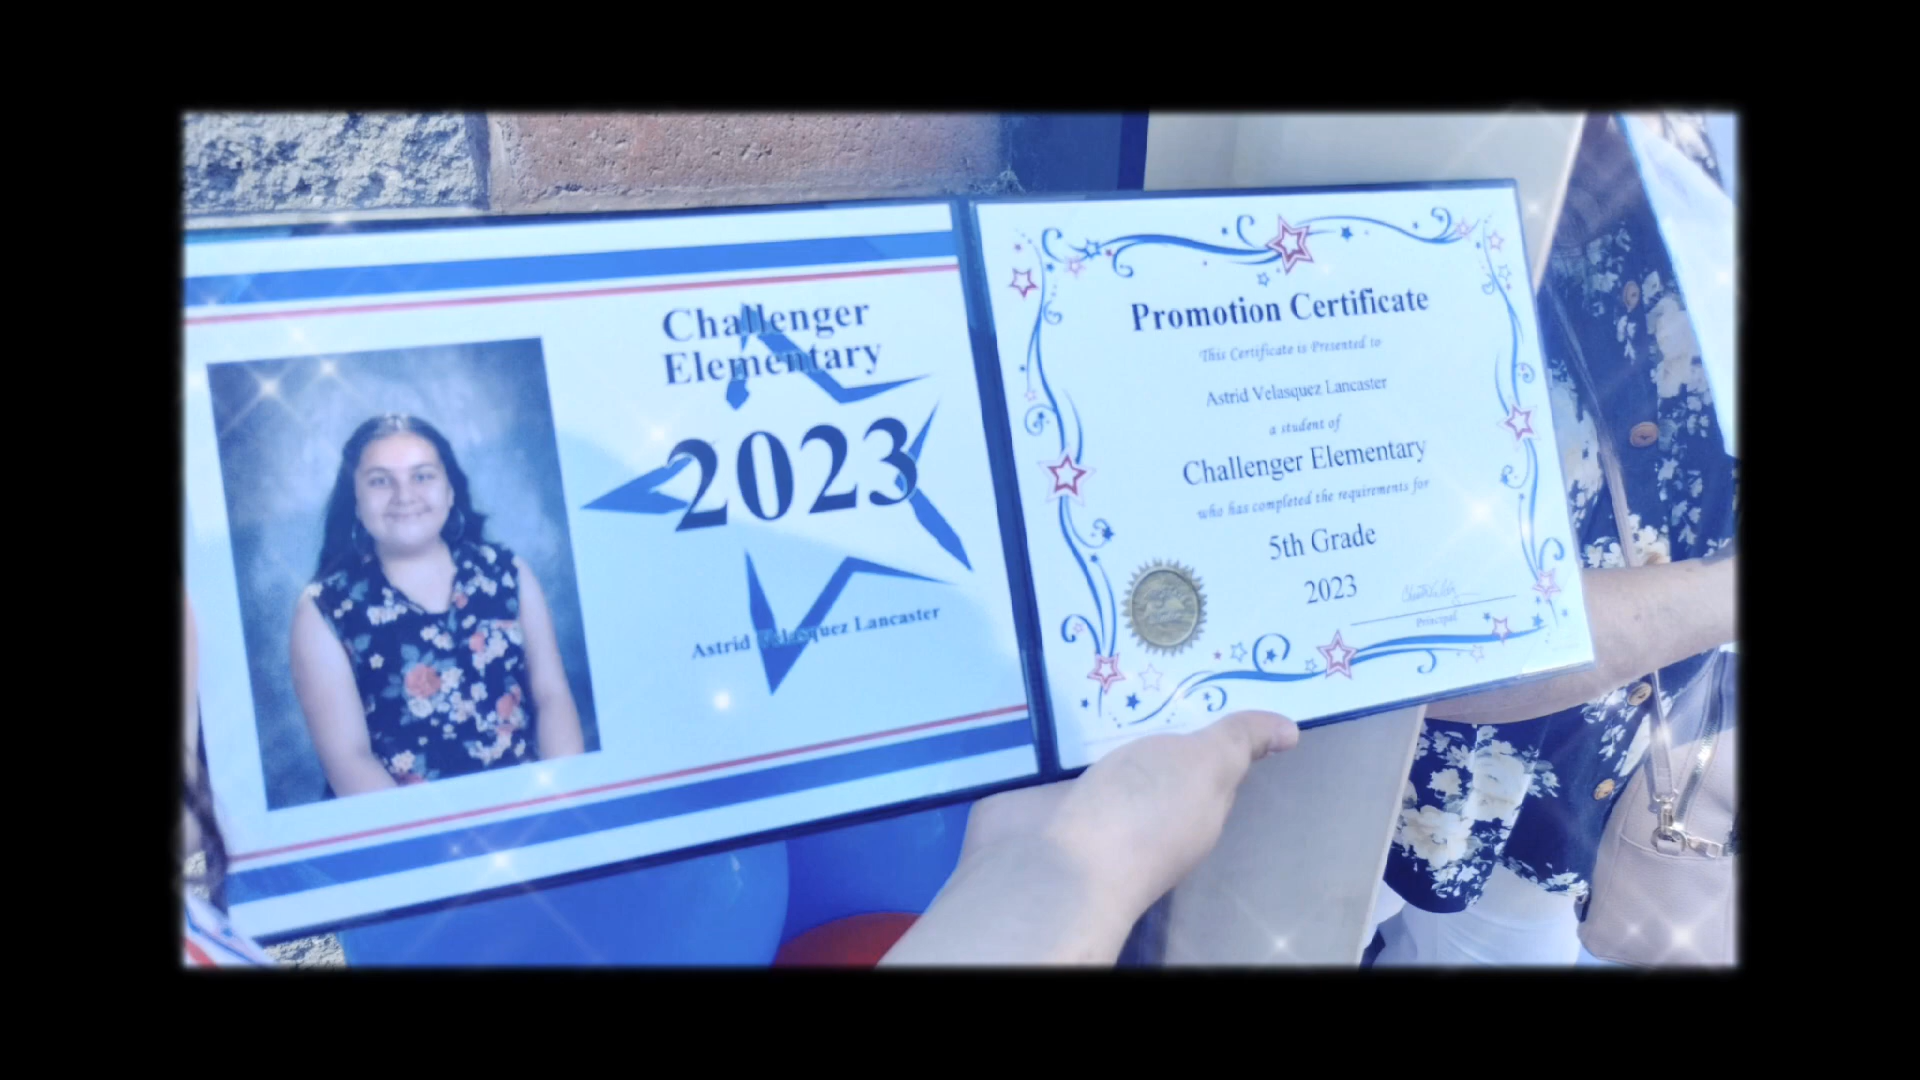 Challenger
Elementary
2023
Astrid Velasquez Lancaster
Promotion Certificate
This Certificate is Presented to
Astrid Velasquez Lancaster
a student of
Challenger Elementary
who has completed the requirements for
5th Grade
2023
Principal